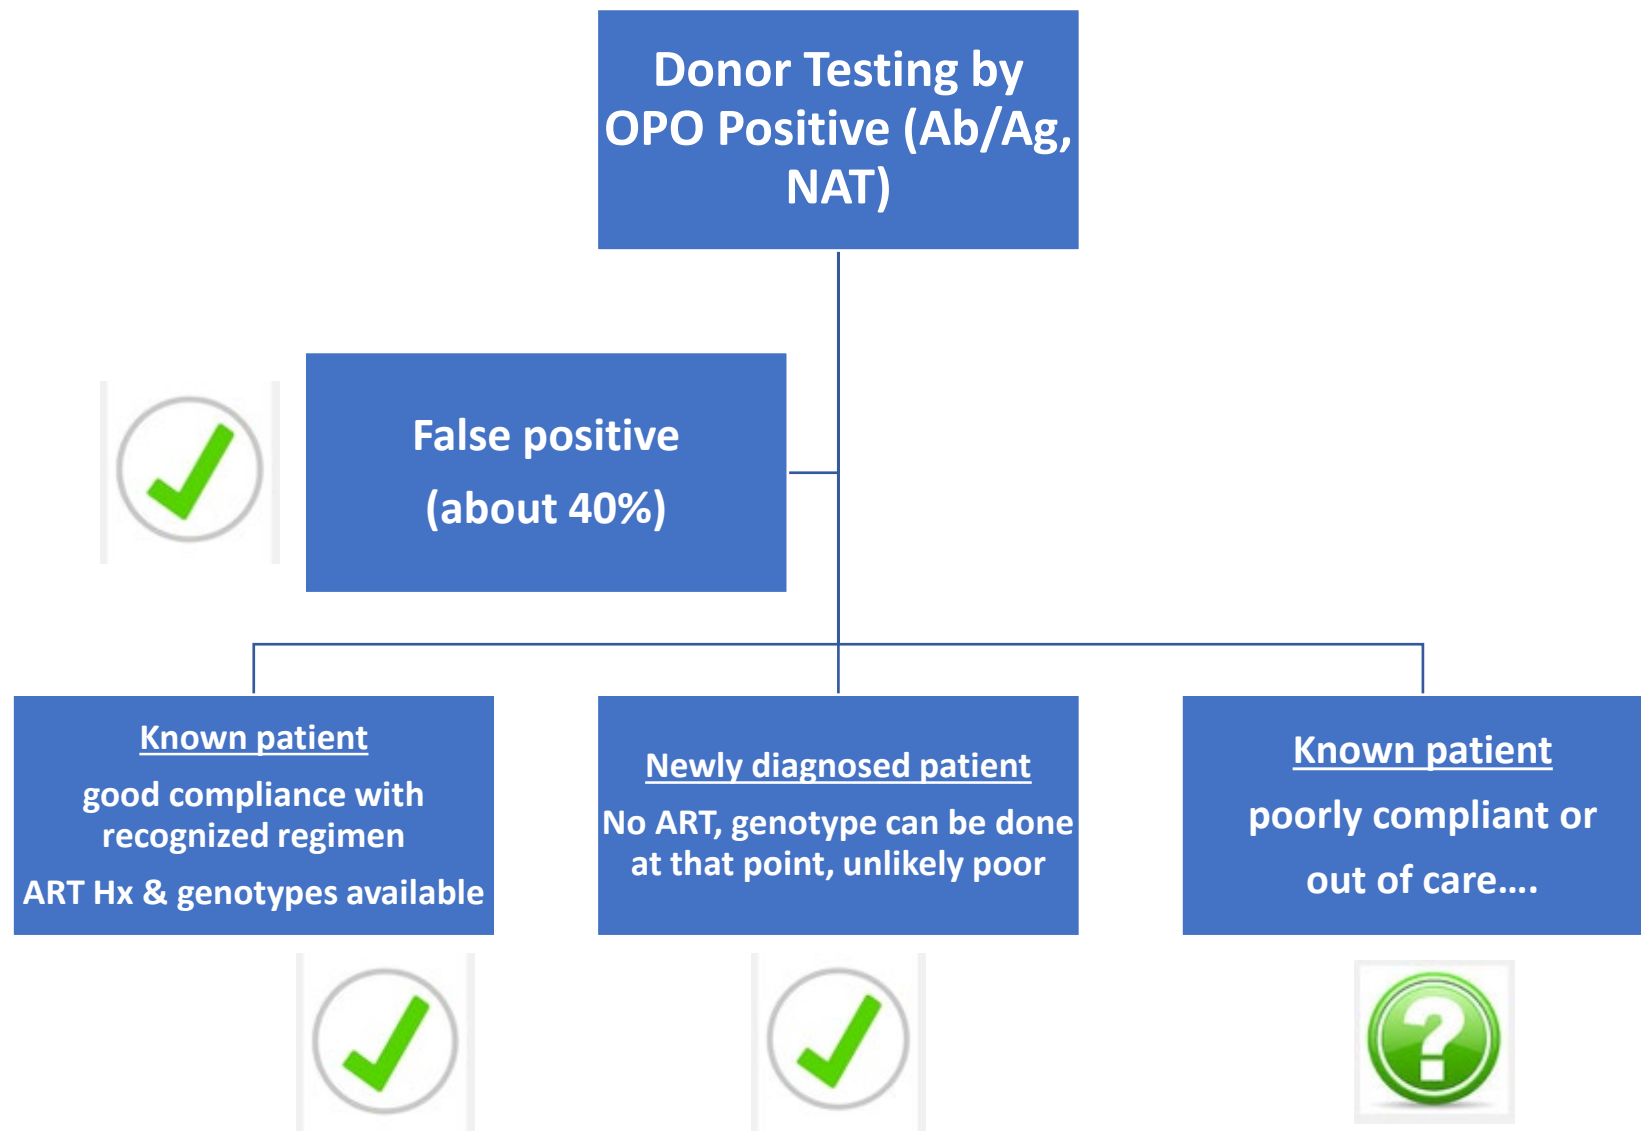 Donor Testing by
OPO Positive (Ab/Ag,
NAT)
False positive
(about 40%)
Known patient
good compliance with
recognized regimen
ART Hx & genotypes available
Newly diagnosed patient
No ART, genotype can be done
at that point, unlikely poor
Known patient
poorly compliant or
out of care….
?